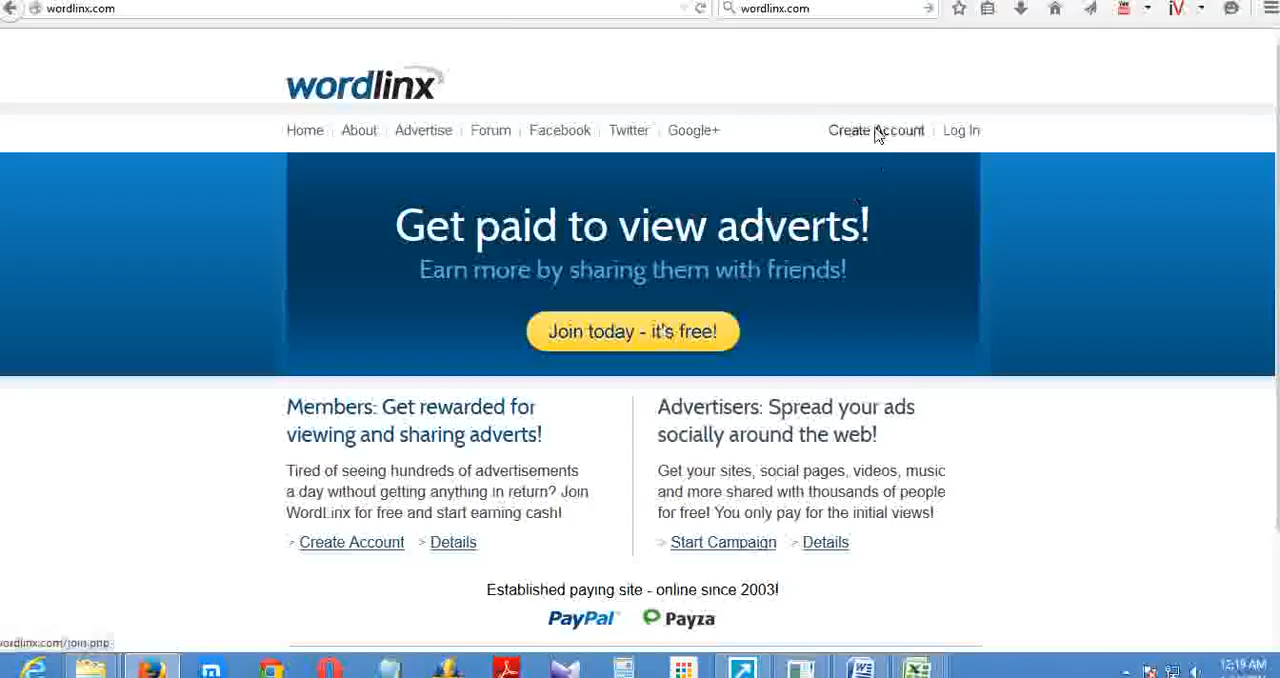 wordlinx.com
wordlinx.com
wordlinx
Home About Advertise Forum Facebook Twitter Google+ Create Account Log In
Get paid to view adverts!
Earn more by sharing them with friends!
Join today - it's free!
Members: Get rewarded for
viewing and sharing adverts!
Tired of seeing hundreds of advertisements
a day without getting anything in return? Join
WordLinx for free and start earning cash!
> Create Account > Details
Advertisers: Spread your ads
socially around the web!
Get your sites, social pages, videos, music
and more shared with thousands of people
for free! You only pay for the initial views!
> Start Campaign > Details
Established paying site - online since 2003!
PayPal Payza
wordlinx.com/join.php
12:19 AM